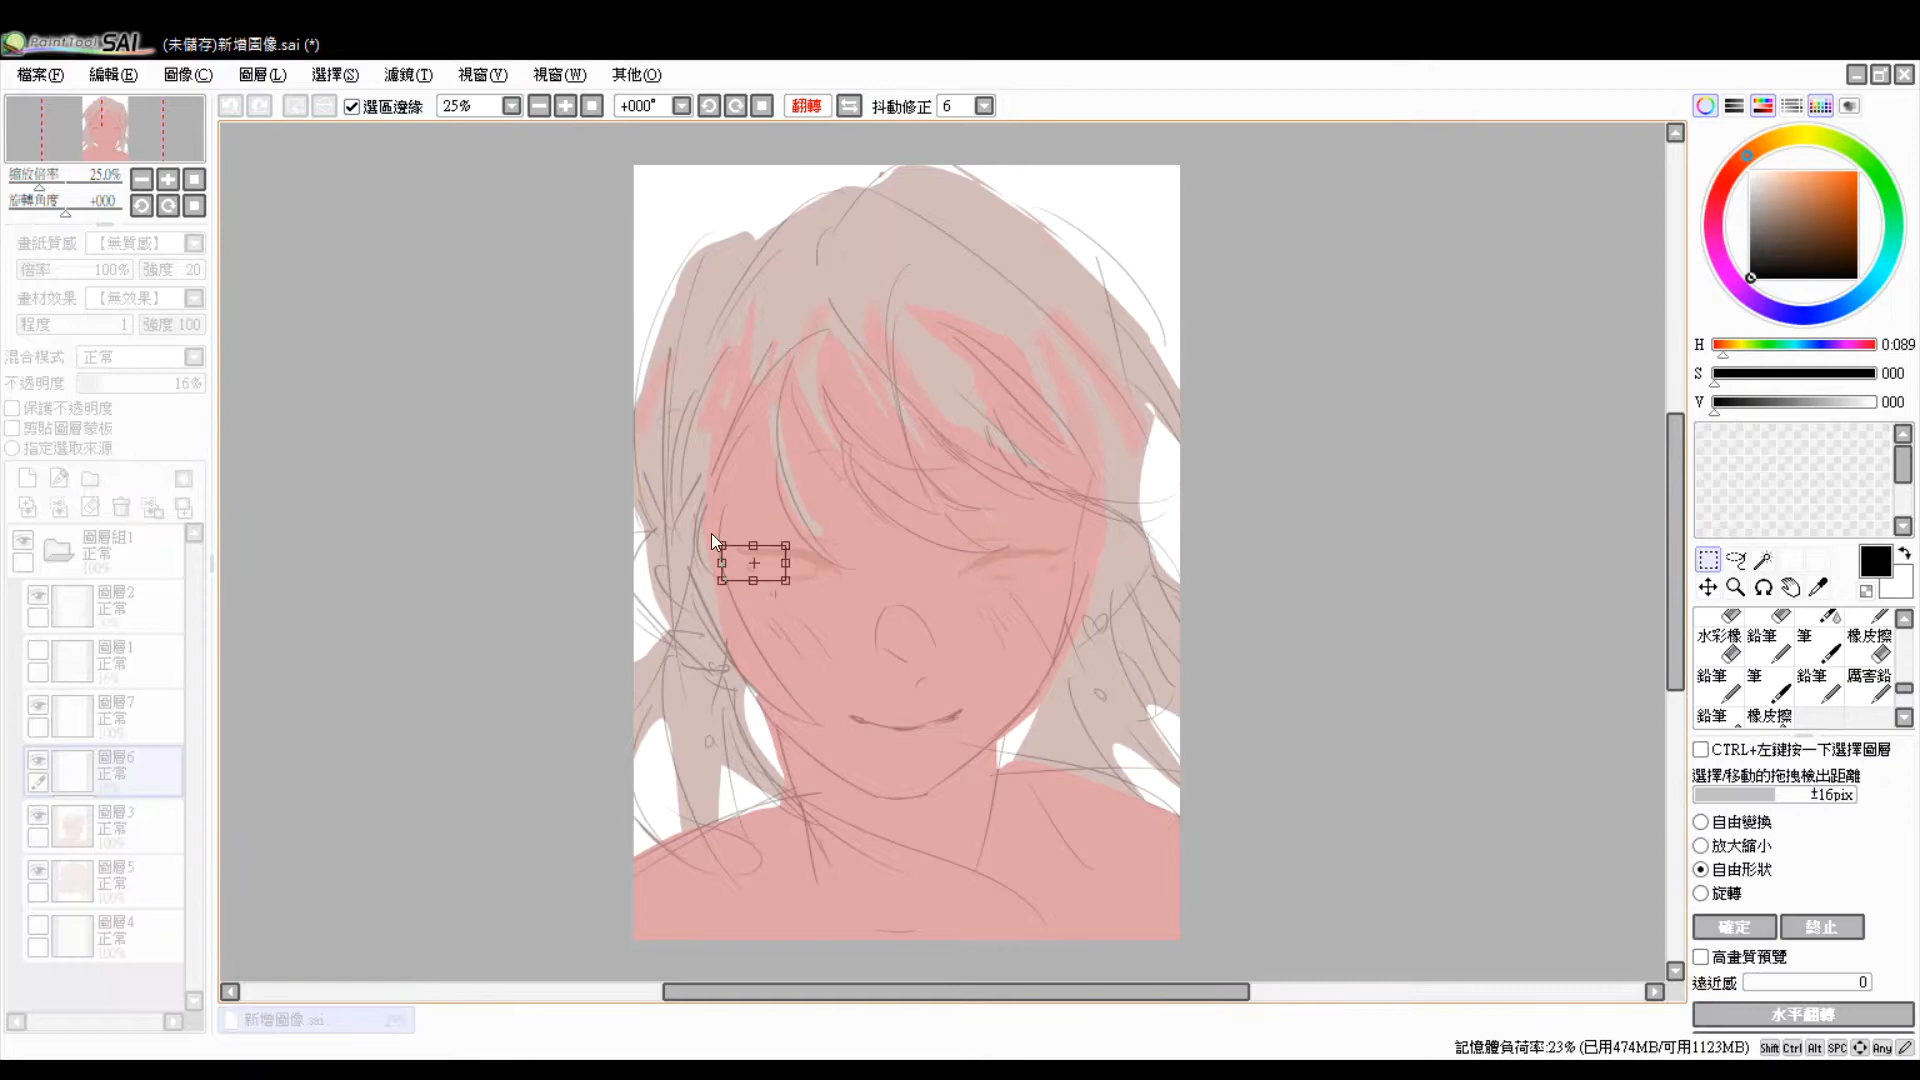 PaintTool SAI (未儲存)新增圖像.sai (*)
檔案(F) 編輯(E) 圖像(C) 圖層(L) 選擇(S) 濾鏡(T) 視窗(V) 視窗(W) 其他(O)
選區邊緣 25% +000° 翻轉 抖動修正 6
縮放倍率 25.0%
旋轉角度 +000
畫紙質感 【無質感】
倍率 100% 強度 20
畫材效果 【無效果】
程度 1 強度 100
混合模式 正常
不透明度 16%
保護不透明度
剪貼圖層蒙板
指定選取來源
圖層組1
正常
100%
圖層2
正常
圖層1
正常
16%
圖層7
正常
100%
圖層6
正常
圖層3
正常
100%
圖層5
正常
100%
圖層4
正常
100%
新增圖像.sai
H 0:089
S 000
V 000
水彩橡 鉛筆 筆 橡皮擦
鉛筆 筆 鉛筆 厲害鉛
鉛筆 橡皮擦
CTRL+左鍵按一下選擇圖層
選擇/移動的拖拽檢出距離
±16pix
自由變換
放大縮小
自由形狀
旋轉
確定 終止
高畫質預覽
遠近感 0
水平翻轉
記憶體負荷率:23% (已用474MB/可用1123MB) Shift Ctrl Alt SPC Any